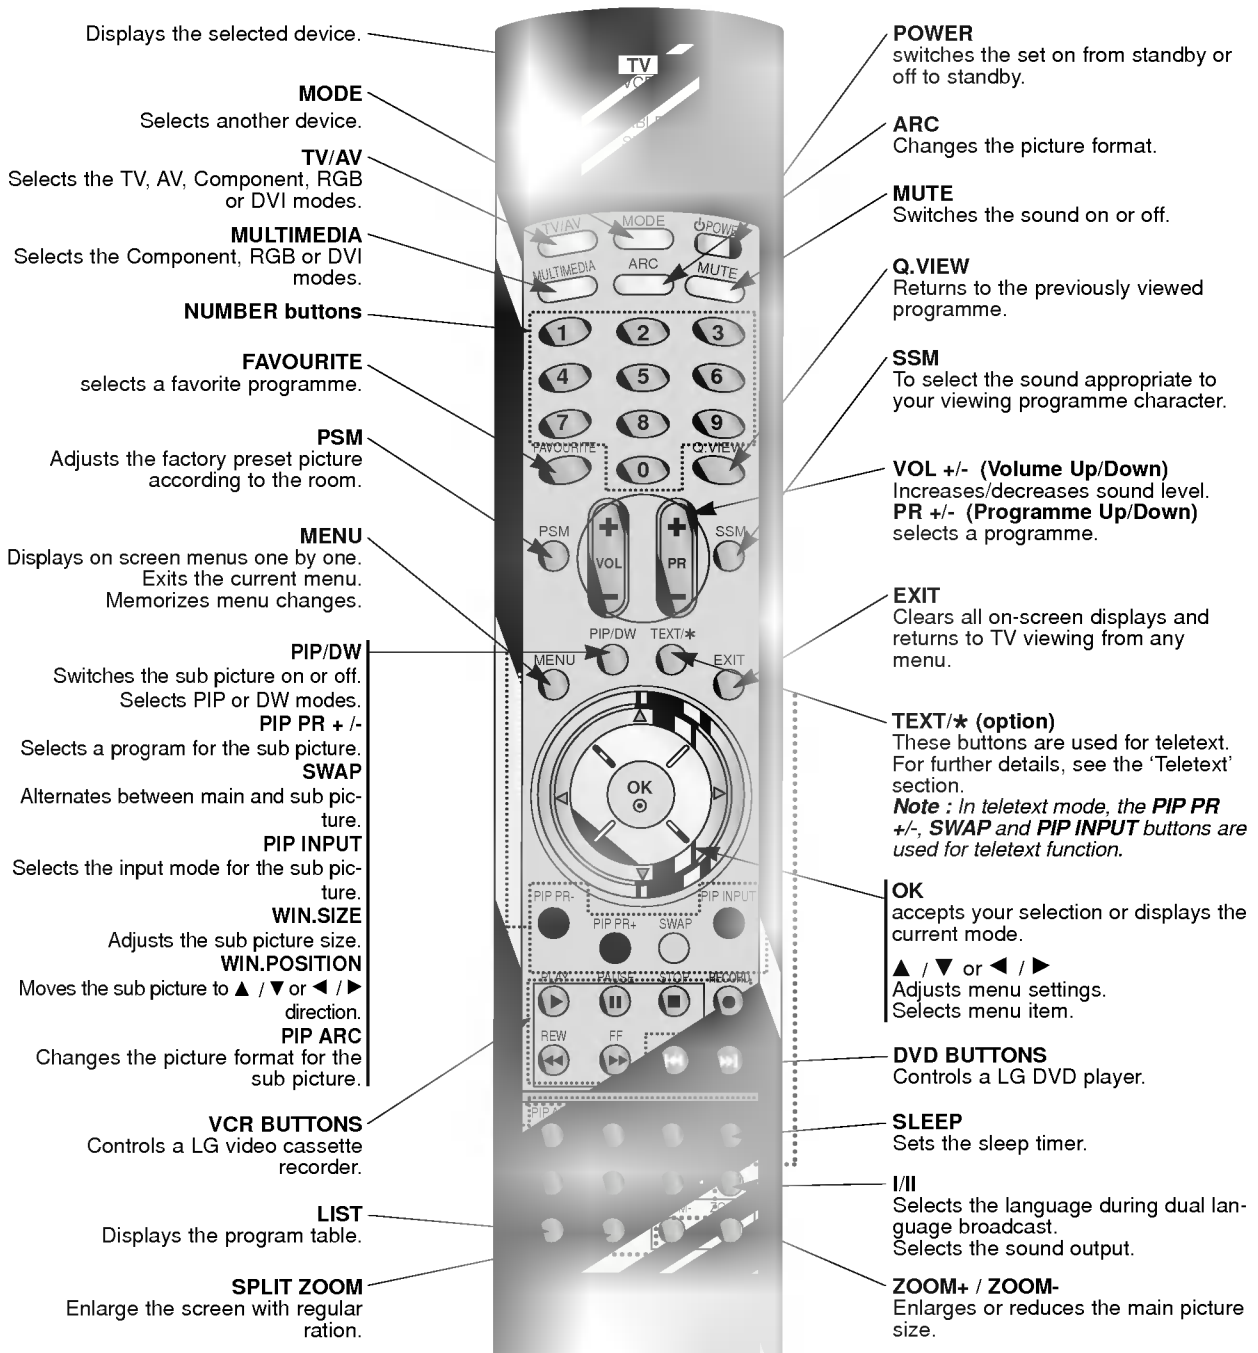 Displays the selected device.
MODE
Selects another device.
TV/AV
Selects the TV, AV, Component, RGB
or DVI modes.
MULTIMEDIA
Selects the Component, RGB or DVI
modes.
NUMBER buttons
FAVOURITE
selects a favorite programme.
PSM
Adjusts the factory preset picture
according to the room.
MENU
Displays on screen menus one by one.
Exits the current menu.
Memorizes menu changes.
PIP/DW
Switches the sub picture on or off.
Selects PIP or DW modes.
PIP PR + /-
Selects a program for the sub picture.
SWAP
Alternates between main and sub pic-
ture.
PIP INPUT
Selects the input mode for the sub pic-
ture.
WIN.SIZE
Adjusts the sub picture size.
WIN.POSITION
Moves the sub picture to ▲ / ▼ or ◀ / ▶
direction.
PIP ARC
Changes the picture format for the
sub picture.
VCR BUTTONS
Controls a LG video cassette
recorder.
LIST
Displays the program table.
SPLIT ZOOM
Enlarge the screen with regular
ration.
TV
TV/AV
MODE
POWER
MULTIMEDIA
ARC
MUTE
1
2
3
4
5
6
7
8
9
FAVOURITE
0
Q.VIEW
PSM
VOL
PR
SSM
PIP/DW
TEXT/*
MENU
EXIT
OK
PIP PR-
PIP PR+
SWAP
PIP INPUT
PLAY
PAUSE
STOP
RECORD
REW
FF
POWER
switches the set on from standby or
off to standby.
ARC
Changes the picture format.
MUTE
Switches the sound on or off.
Q.VIEW
Returns to the previously viewed
programme.
SSM
To select the sound appropriate to
your viewing programme character.
VOL +/- (Volume Up/Down)
Increases/decreases sound level.
PR +/- (Programme Up/Down)
selects a programme.
EXIT
Clears all on-screen displays and
returns to TV viewing from any
menu.
TEXT/* (option)
These buttons are used for teletext.
For further details, see the ‘Teletext’
section.
Note : In teletext mode, the PIP PR
+/-, SWAP and PIP INPUT buttons are
used for teletext function.
OK
accepts your selection or displays the
current mode.
▲ / ▼ or ◀ / ▶
Adjusts menu settings.
Selects menu item.
DVD BUTTONS
Controls a LG DVD player.
SLEEP
Sets the sleep timer.
I/II
Selects the language during dual lan-
guage broadcast.
Selects the sound output.
ZOOM+ / ZOOM-
Enlarges or reduces the main picture
size.